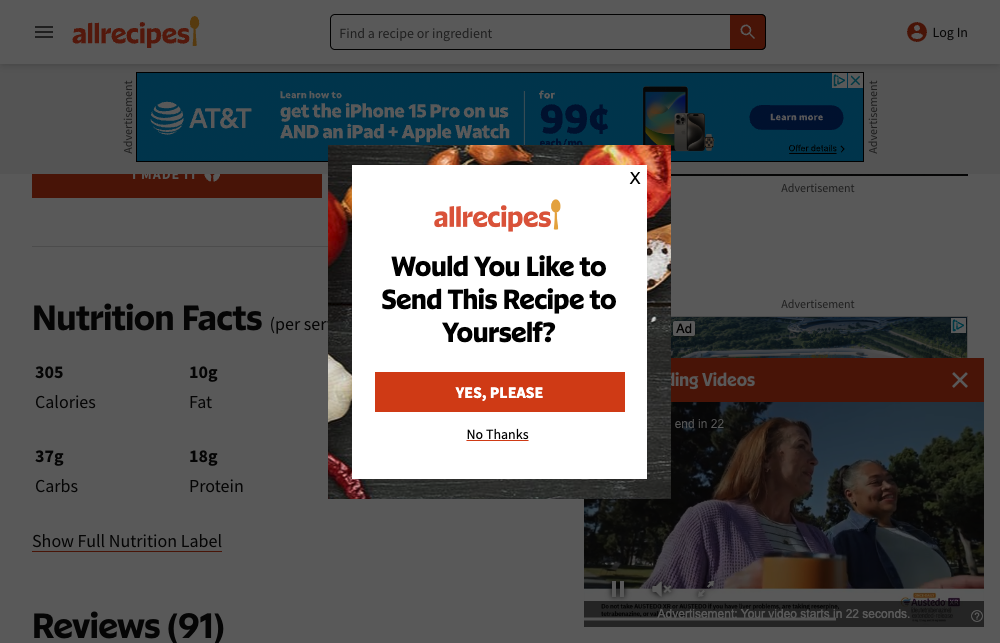 allrecipes
Find a recipe or ingredient
Log In
Advertisement
AT&T
Learn how to
get the iPhone 15 Pro on us
AND an iPad + Apple Watch
for
99¢
each/mo
Learn more
Offer details
Advertisement
I MADE IT
Advertisement
X
allrecipes
Would You Like to
Send This Recipe to
Yourself?
YES, PLEASE
No Thanks
Advertisement
Ad
Nutrition Facts (per ser
305
Calories
10g
Fat
37g
Carbs
18g
Protein
Show Full Nutrition Label
Reviews (91)
ding Videos
end in 22
Austedo XR
Advertisement: Your video starts in 22 seconds.